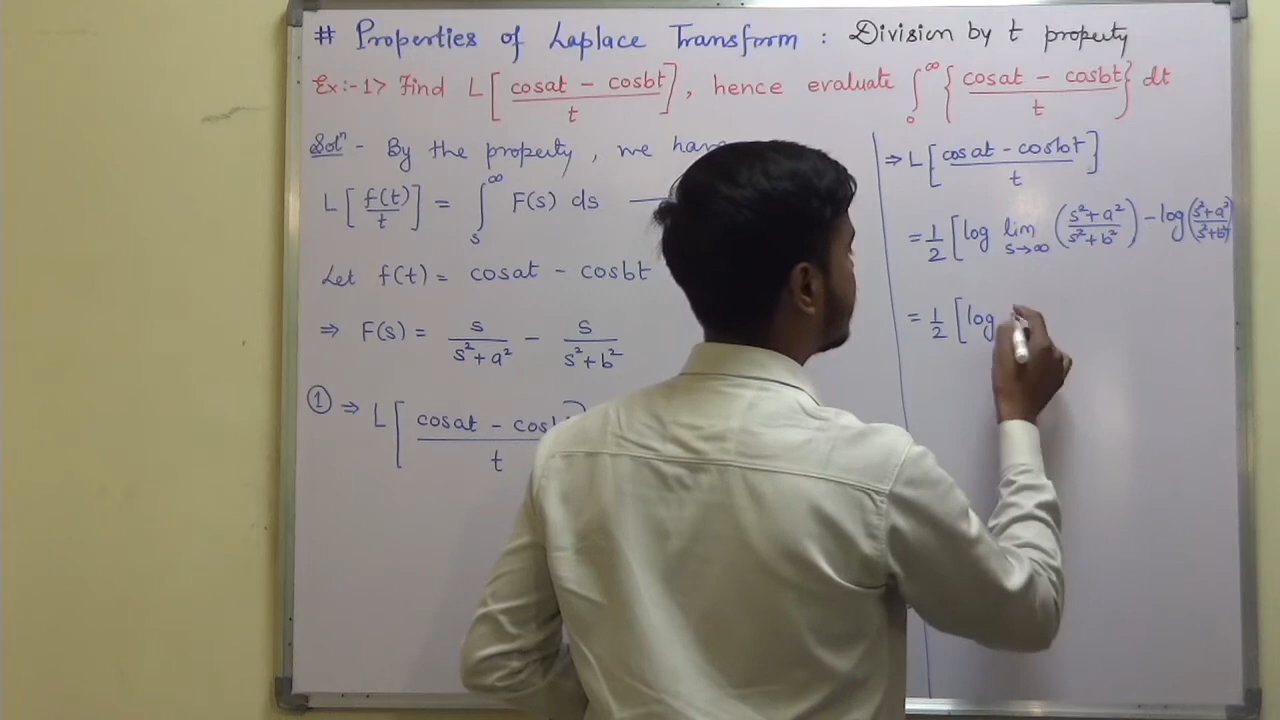 # Properties of Laplace Transform : Division by t property
Ex:-1> Find L[(cosat - cosbt)/t], hence evaluate ∫₀^∞ {(cosat - cosbt)/t} dt
Solⁿ - By the property, we have
L[f(t)/t] = ∫ₛ^∞ F(s) ds —
Let f(t) = cosat - cosbt
⇒ F(s) = s/(s²+a²) - s/(s²+b²)
① ⇒ L[(cosat - cos
t
⇒ L[(cosat - cosbt)/t]
= 1/2 [log lim s→∞ ((s²+a²)/(s²+b²)) - log((s²+a²)/(s²+b²))
= 1/2 [log